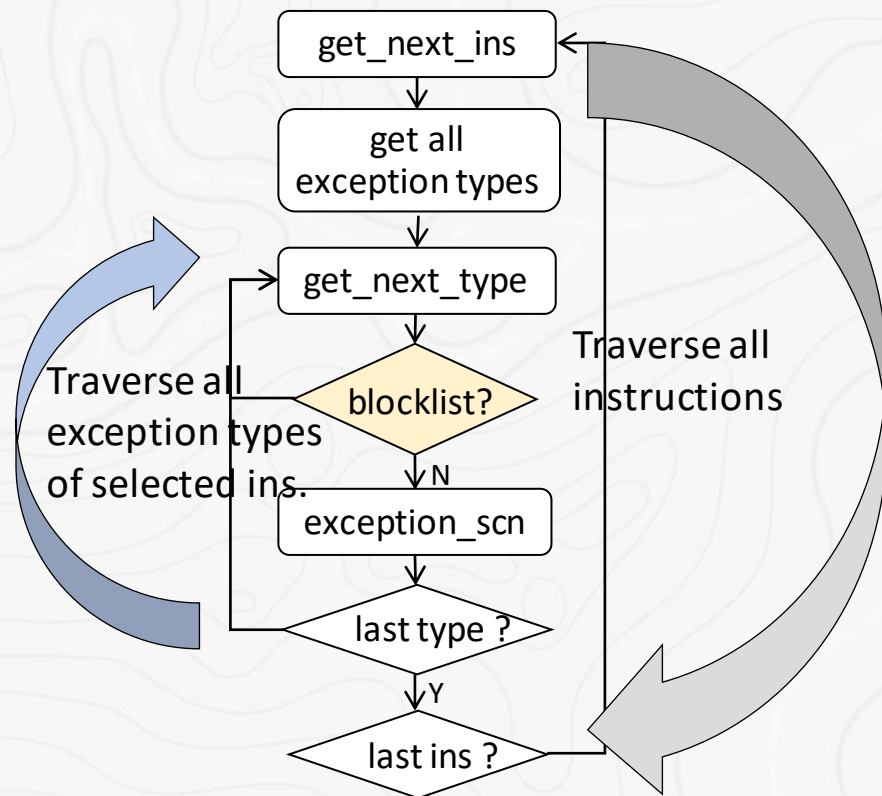 get_next_ins
get all
exception types
get_next_type
Traverse all
exception types
of selected ins.
blocklist?
Traverse all
instructions
N
exception_scn
last type ?
Y
last ins ?